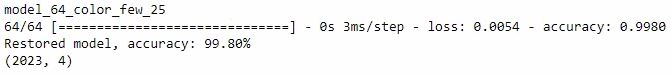 model_64_color_few_25
64/64 [==============================] - 0s 3ms/step - loss: 0.0054 - accuracy: 0.9980
Restored model, accuracy: 99.80%
(2023, 4)